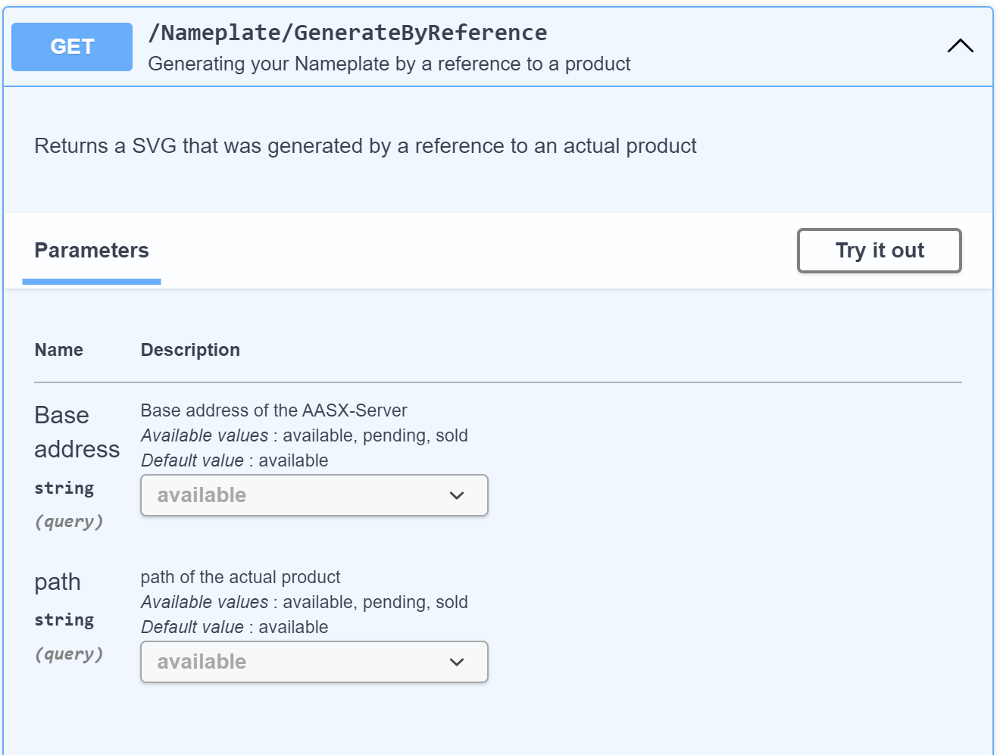 GET
/Nameplate/GenerateByReference
Generating your Nameplate by a reference to a product
Returns a SVG that was generated by a reference to an actual product
Parameters
Try it out
Name Description
Base address
string
(query)
Base address of the AASX-Server
Available values : available, pending, sold
Default value : available
available
path
string
(query)
path of the actual product
Available values : available, pending, sold
Default value : available
available